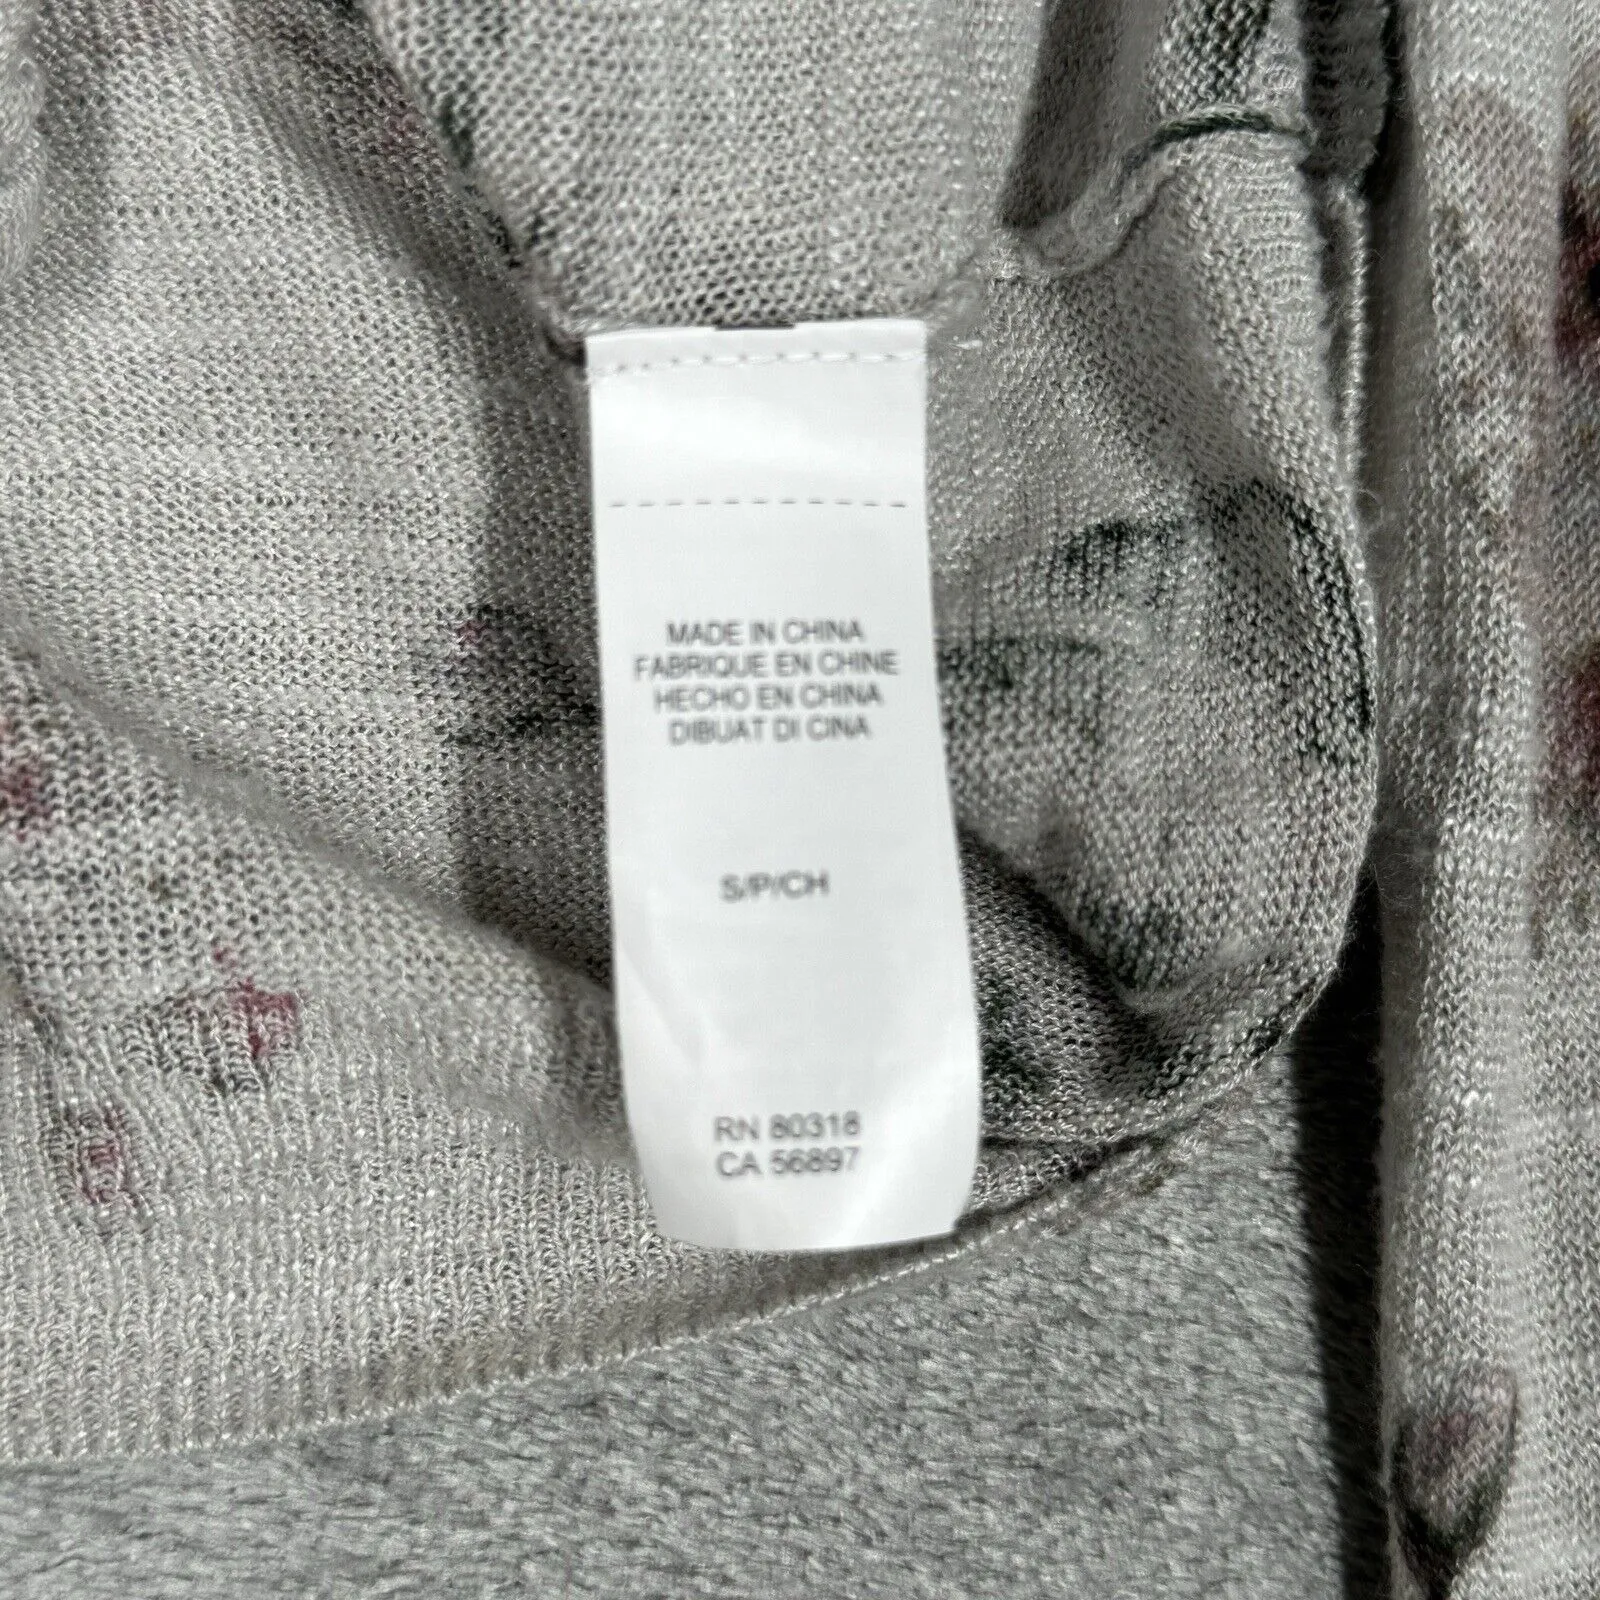 MADE IN CHINA
FABRIQUE EN CHINE
HECHO EN CHINA
DIBUAT DI CINA
S/P/CH
RN 80318
CA 56897